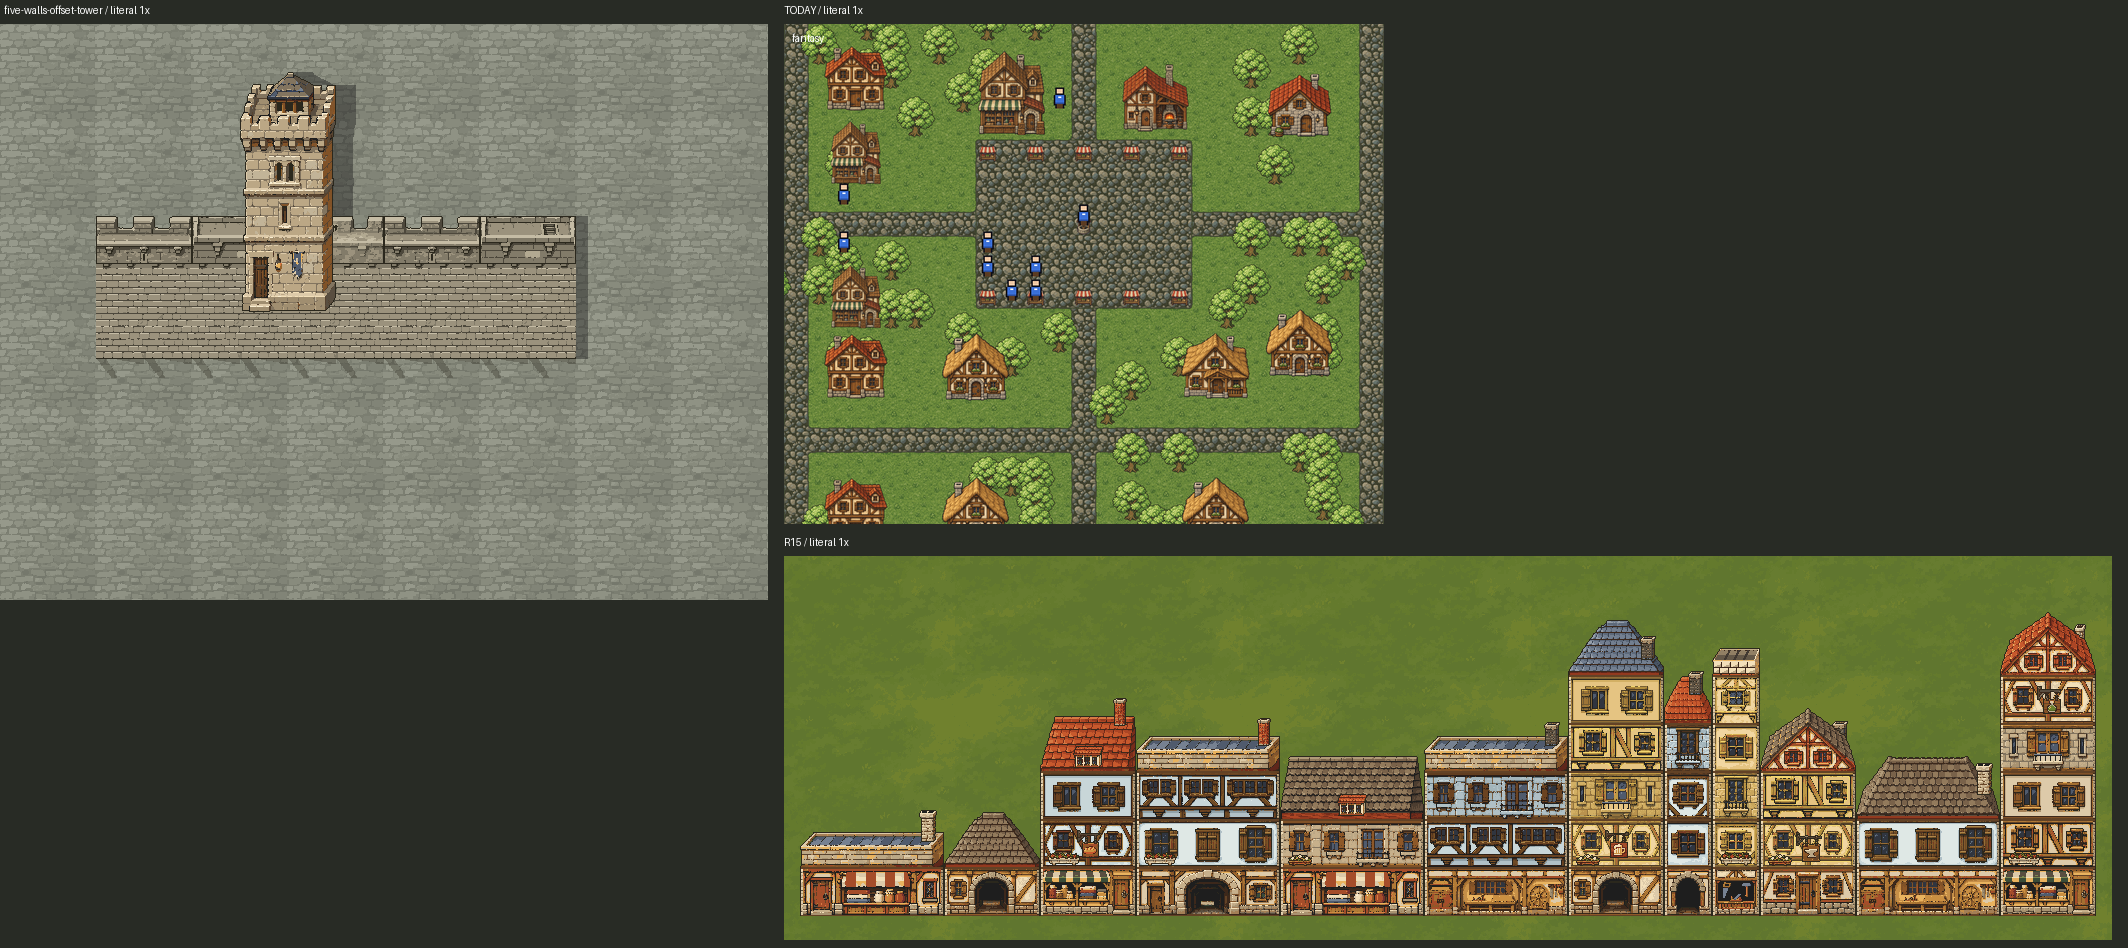 five-walls-offset-tower / literal 1x
TODAY / literal 1x
fantasy
R15 / literal 1x